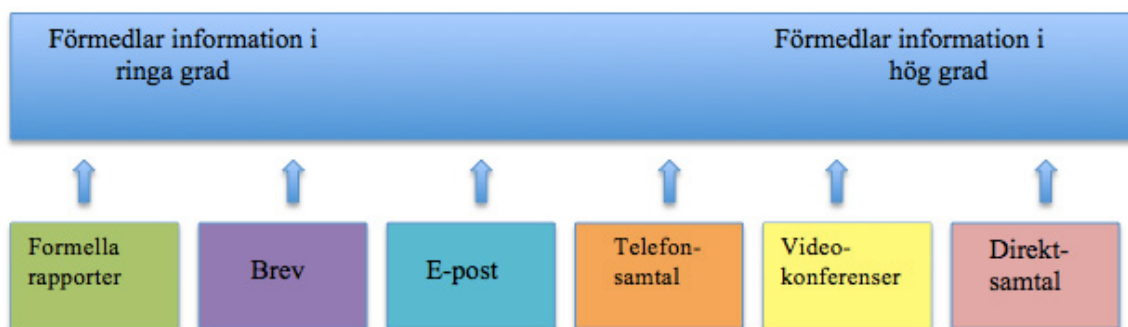 Förmedlar information i
ringa grad
Förmedlar information i
hög grad
Formella
rapporter
Brev
E-post
Telefon-
samtal
Video-
konferenser
Direkt-
samtal